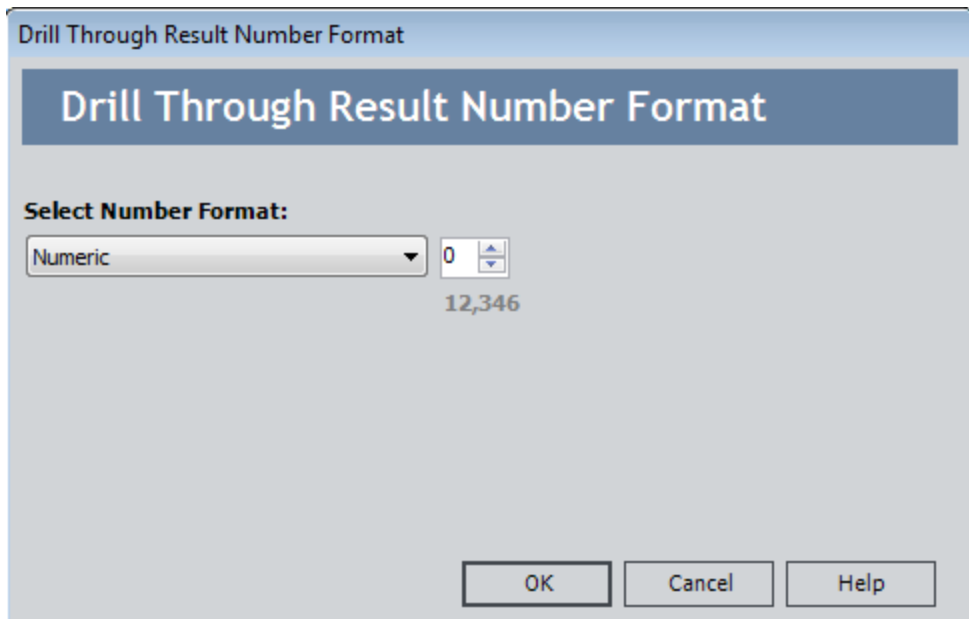 Drill Through Result Number Format
Drill Through Result Number Format
Select Number Format:
Numeric 0
12,346
OK Cancel Help